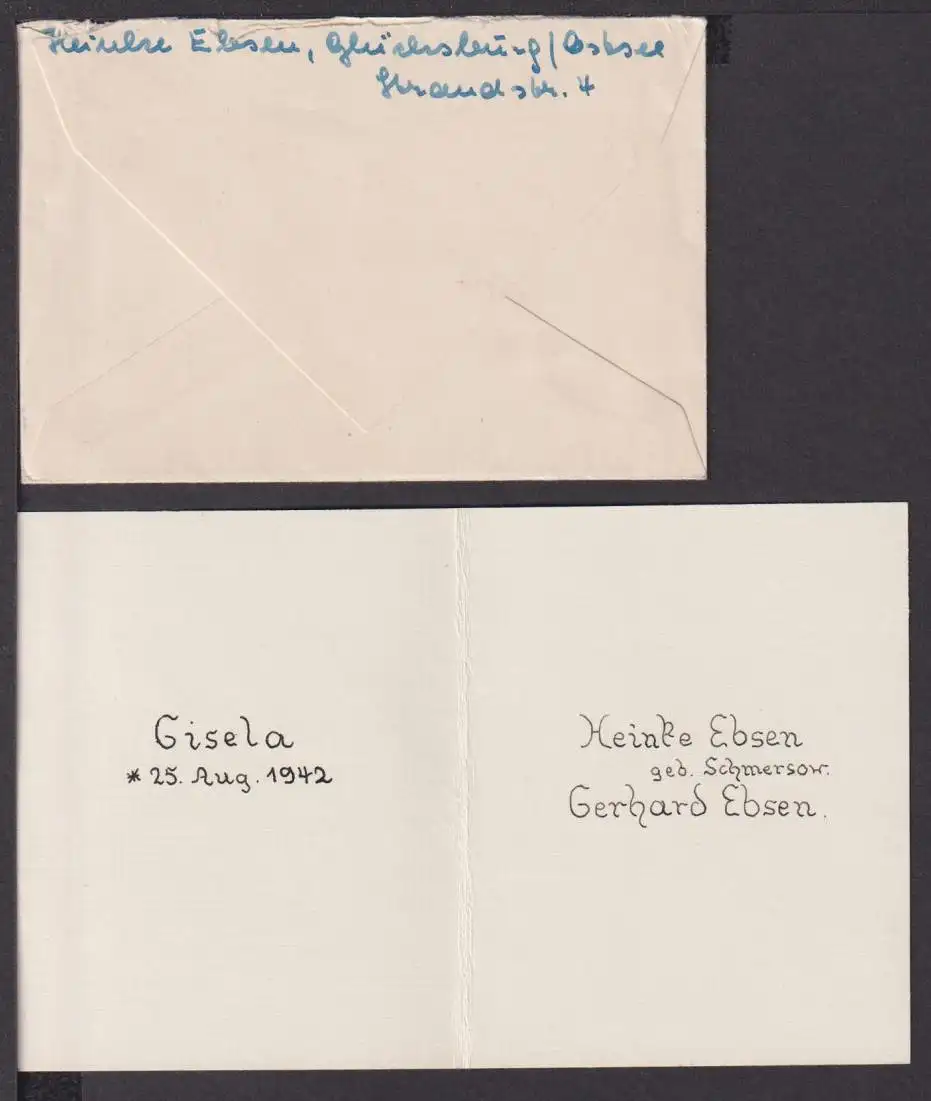 Heinke Ebsen, Glücksburg/Ostsee
Strandstr. 4
Gisela
* 25. Aug. 1942
Heinke Ebsen
geb. Schmersow.
Gerhard Ebsen.